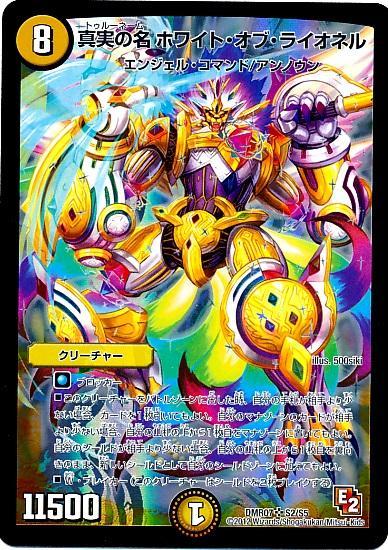 8
トゥルーネーム
真実の名 ホワイト・オブ・ライオネル
エンジェル・コマンド/アンノウン
illus. 500siki
クリーチャー
ブロッカー
■このクリーチャーをバトルゾーンに出した時、自分の手札が相手より少
ない場合、カードを1枚引いてもよい。自分のマナゾーンのカードが相手
より少ない場合、自分の山札の上から1枚目をマナゾーンに置いてもよい。
自分のシールドが相手より少ない場合、自分の山札の上から1枚目を裏向
きのまま、新しいシールドとして自分のシールドゾーンに加えてもよい。
■W・ブレイカー(このクリーチャーはシールドを2枚ブレイクする)
11500
1
E2
DMR07 S2/S5
©2012 Wizards/Shogakukan/Mitsui-Kids